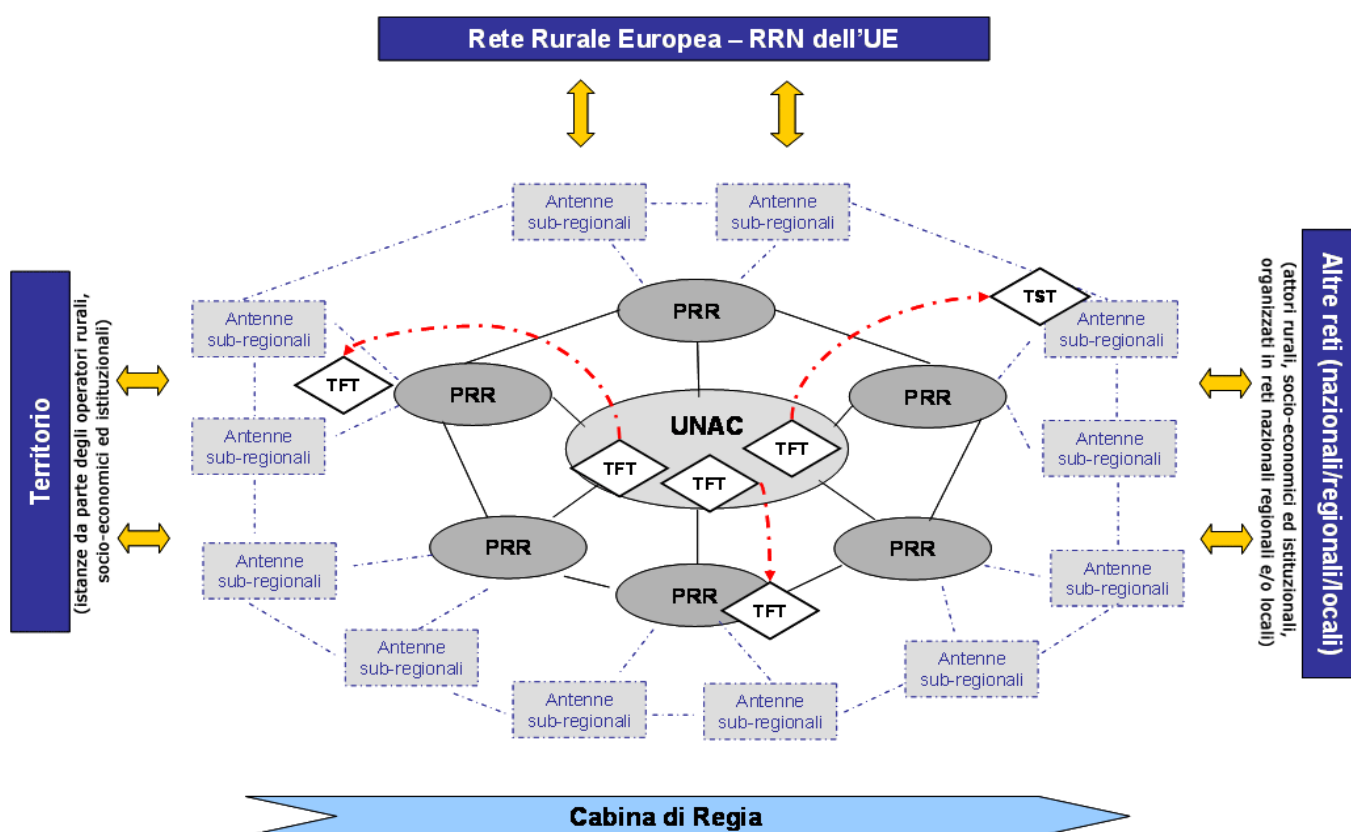 Rete Rurale Europea – RRN dell'UE
Antenne
sub-regionali
Antenne
sub-regionali
Territorio
(istanze da parte degli operatori rurali,
socio-economici ed istituzionali)
Altre reti (nazionali/regionali/locali)
(attori rurali, socio-economici ed istituzionali,
organizzati in reti nazionali regionali e/o locali)
TST
PRR
Antenne
sub-regionali
Antenne
sub-regionali
TFT
PRR
PRR
UNAC
Antenne
sub-regionali
Antenne
sub-regionali
TFT
TFT
TFT
PRR
PRR
Antenne
sub-regionali
Antenne
sub-regionali
PRR
TFT
Antenne
sub-regionali
Antenne
sub-regionali
Antenne
sub-regionali
Antenne
sub-regionali
Cabina di Regia